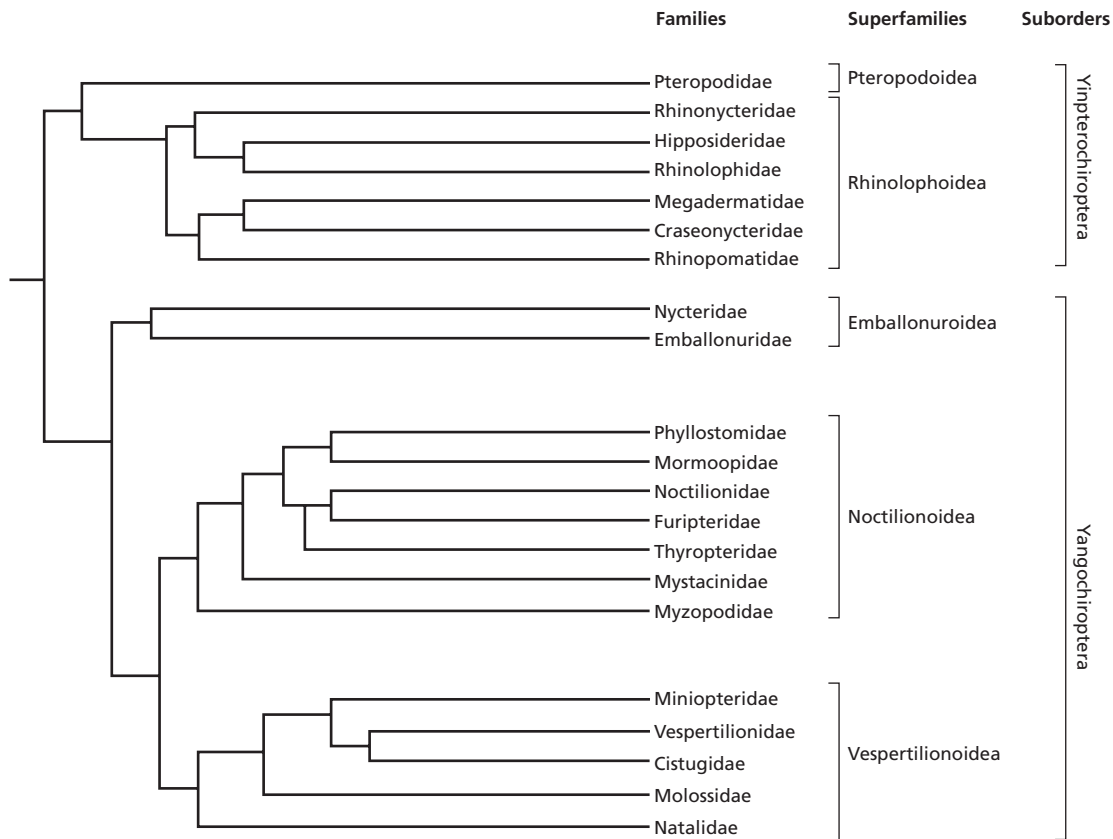 Families Superfamilies Suborders
Pteropodidae
Pteropodoidea
Rhinonycteridae
Hipposideridae
Rhinolophidae
Megadermatidae
Craseonycteridae
Rhinopomatidae
Rhinolophoidea
Yinpterochiroptera
Nycteridae
Emballonuridae
Emballonuroidea
Phyllostomidae
Mormoopidae
Noctilionidae
Furipteridae
Thyropteridae
Mystacinidae
Myzopodidae
Noctilionoidea
Miniopteridae
Vespertilionidae
Cistugidae
Molossidae
Natalidae
Vespertilionoidea
Yangochiroptera